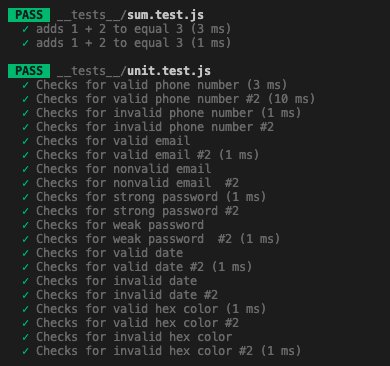 PASS __tests__/sum.test.js
✓ adds 1 + 2 to equal 3 (3 ms)
✓ adds 1 + 2 to equal 3 (1 ms)
PASS __tests__/unit.test.js
✓ Checks for valid phone number (3 ms)
✓ Checks for valid phone number #2 (10 ms)
✓ Checks for invalid phone number (1 ms)
✓ Checks for invalid phone number #2
✓ Checks for valid email
✓ Checks for valid email #2 (1 ms)
✓ Checks for nonvalid email
✓ Checks for nonvalid email  #2
✓ Checks for strong password (1 ms)
✓ Checks for strong password #2
✓ Checks for weak password
✓ Checks for weak password  #2 (1 ms)
✓ Checks for valid date
✓ Checks for valid date #2 (1 ms)
✓ Checks for invalid date
✓ Checks for invalid date #2
✓ Checks for valid hex color (1 ms)
✓ Checks for valid hex color #2
✓ Checks for invalid hex color
✓ Checks for invalid hex color #2 (1 ms)